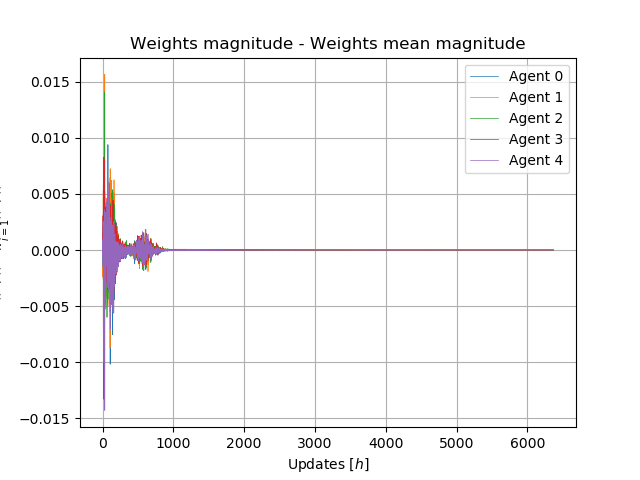 Weights magnitude - Weights mean magnitude
0.015
0.010
0.005
0.000
−0.005
−0.010
−0.015
0
1000
2000
3000
4000
5000
6000
Updates [h]
Agent 0
Agent 1
Agent 2
Agent 3
Agent 4